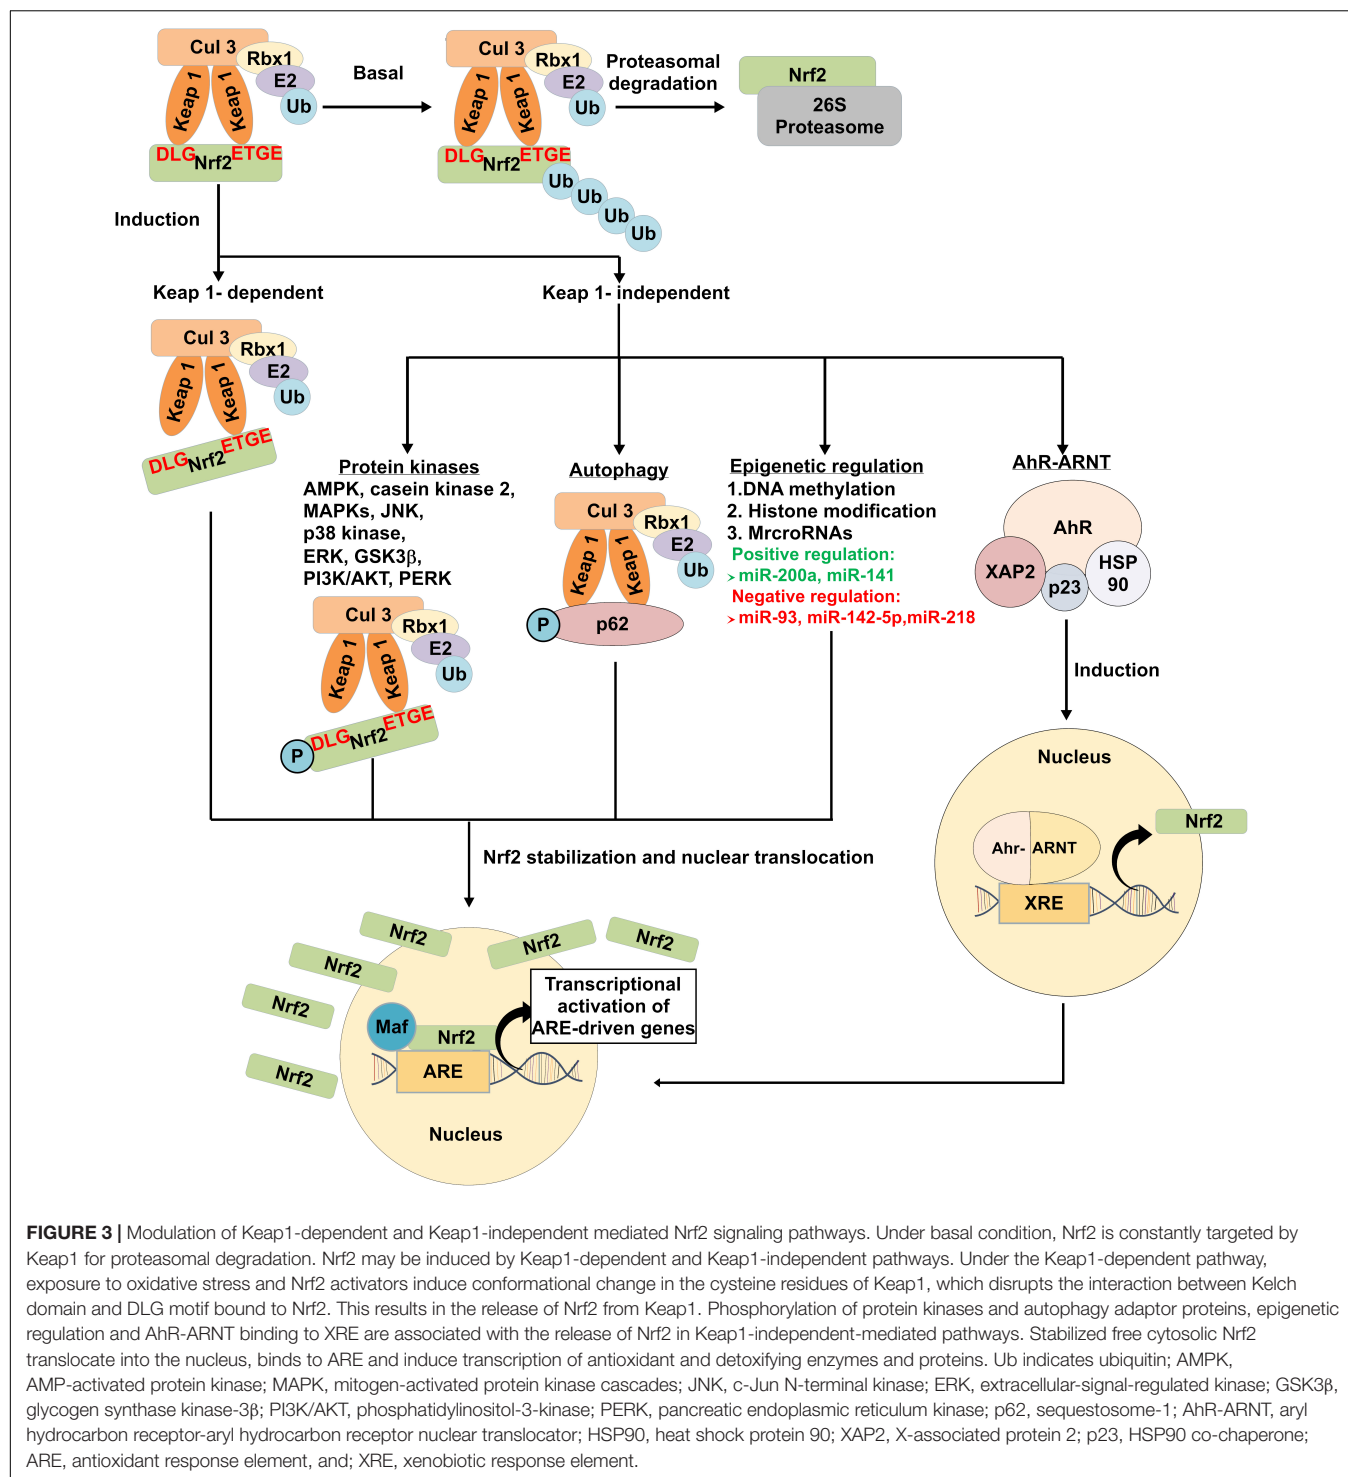 Cul 3
Rbx1
E2
Ub
Keap 1
Keap 1
DLG
Nrf2
ETGE
Basal
Cul 3
Rbx1
E2
Ub
Keap 1
Keap 1
DLG
Nrf2
ETGE
Ub
Ub
Ub
Ub
Proteasomal
degradation
Nrf2
26S
Proteasome
Induction
Keap 1- dependent
Keap 1- independent
Cul 3
Rbx1
E2
Ub
Keap 1
Keap 1
DLG
Nrf2
ETGE
Protein kinases
AMPK, casein kinase 2,
MAPKs, JNK,
p38 kinase,
ERK, GSK3β,
PI3K/AKT, PERK
Cul 3
Rbx1
E2
Ub
Keap 1
Keap 1
P
DLG
Nrf2
ETGE
Autophagy
Cul 3
Rbx1
E2
Ub
Keap 1
Keap 1
P
p62
Epigenetic regulation
1.DNA methylation
2. Histone modification
3. MrcroRNAs
Positive regulation:
> miR-200a, miR-141
Negative regulation:
> miR-93, miR-142-5p,miR-218
AhR-ARNT
AhR
XAP2
p23
HSP
90
Induction
Nucleus
Nrf2
Ahr-
ARNT
XRE
Nrf2 stabilization and nuclear translocation
Nrf2
Nrf2
Nrf2
Nrf2
Nrf2
Nrf2
Transcriptional
activation of
ARE-driven genes
Maf
Nrf2
ARE
Nucleus
FIGURE 3 | Modulation of Keap1-dependent and Keap1-independent mediated Nrf2 signaling pathways. Under basal condition, Nrf2 is constantly targeted by
Keap1 for proteasomal degradation. Nrf2 may be induced by Keap1-dependent and Keap1-independent pathways. Under the Keap1-dependent pathway,
exposure to oxidative stress and Nrf2 activators induce conformational change in the cysteine residues of Keap1, which disrupts the interaction between Kelch
domain and DLG motif bound to Nrf2. This results in the release of Nrf2 from Keap1. Phosphorylation of protein kinases and autophagy adaptor proteins, epigenetic
regulation and AhR-ARNT binding to XRE are associated with the release of Nrf2 in Keap1-independent-mediated pathways. Stabilized free cytosolic Nrf2
translocate into the nucleus, binds to ARE and induce transcription of antioxidant and detoxifying enzymes and proteins. Ub indicates ubiquitin; AMPK,
AMP-activated protein kinase; MAPK, mitogen-activated protein kinase cascades; JNK, c-Jun N-terminal kinase; ERK, extracellular-signal-regulated kinase; GSK3β,
glycogen synthase kinase-3β; PI3K/AKT, phosphatidylinositol-3-kinase; PERK, pancreatic endoplasmic reticulum kinase; p62, sequestosome-1; AhR-ARNT, aryl
hydrocarbon receptor-aryl hydrocarbon receptor nuclear translocator; HSP90, heat shock protein 90; XAP2, X-associated protein 2; p23, HSP90 co-chaperone;
ARE, antioxidant response element, and; XRE, xenobiotic response element.